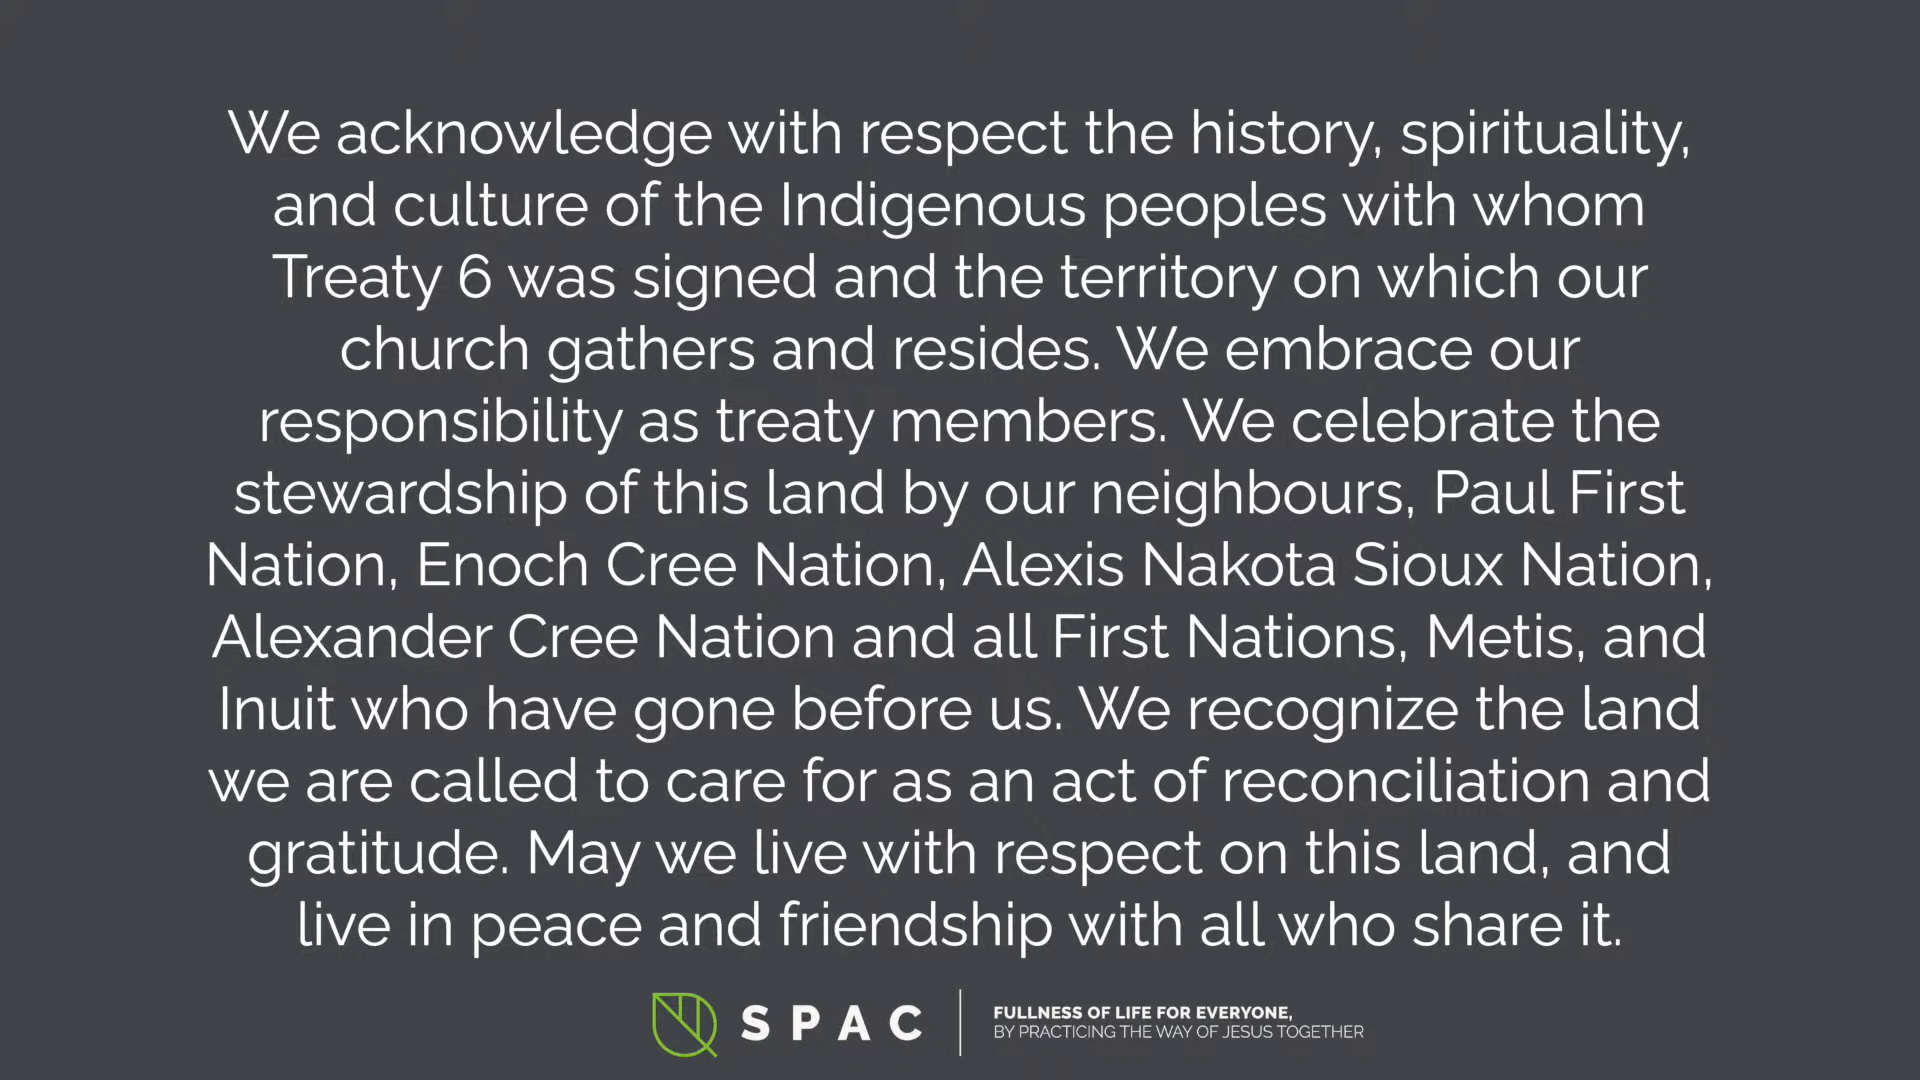 We acknowledge with respect the history, spirituality,
and culture of the Indigenous peoples with whom
Treaty 6 was signed and the territory on which our
church gathers and resides. We embrace our
responsibility as treaty members. We celebrate the
stewardship of this land by our neighbours, Paul First
Nation, Enoch Cree Nation, Alexis Nakota Sioux Nation,
Alexander Cree Nation and all First Nations, Metis, and
Inuit who have gone before us. We recognize the land
we are called to care for as an act of reconciliation and
gratitude. May we live with respect on this land, and
live in peace and friendship with all who share it.
SPAC
FULLNESS OF LIFE FOR EVERYONE,
BY PRACTICING THE WAY OF JESUS TOGETHER